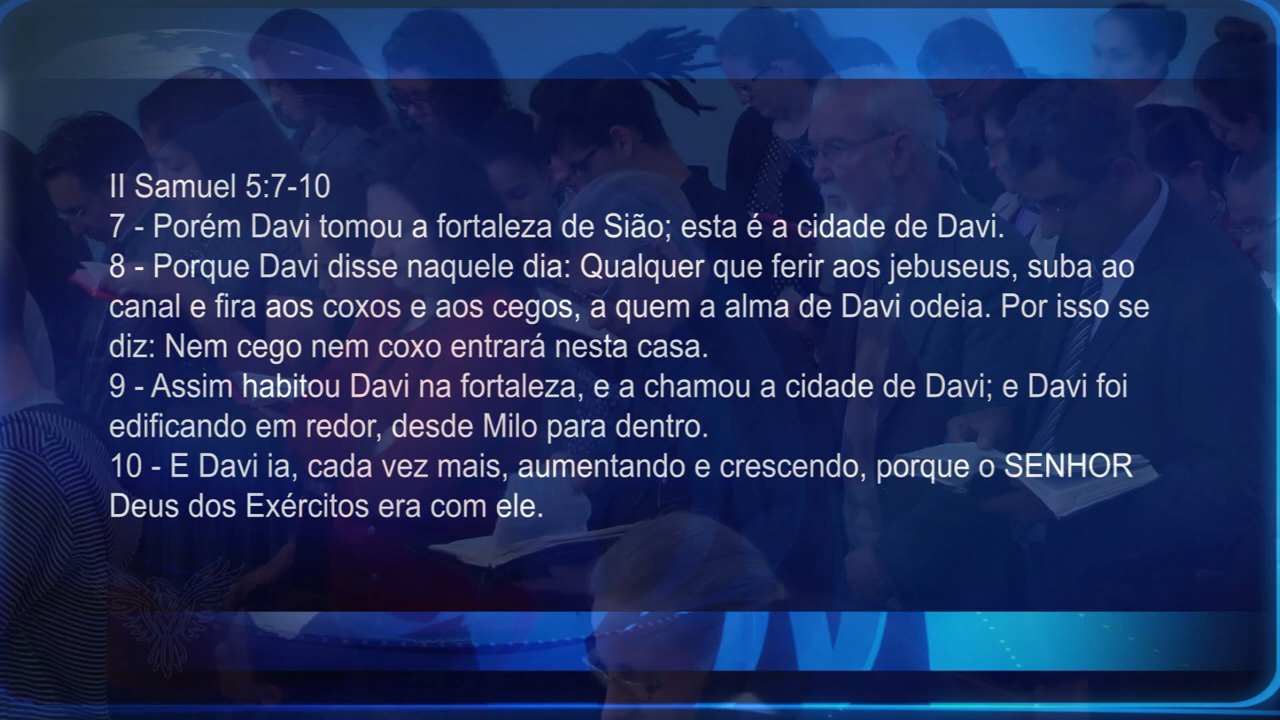 II Samuel 5:7-10
7 - Porém Davi tomou a fortaleza de Sião; esta é a cidade de Davi.
8 - Porque Davi disse naquele dia: Qualquer que ferir aos jebuseus, suba ao
canal e fira aos coxos e aos cegos, a quem a alma de Davi odeia. Por isso se
diz: Nem cego nem coxo entrará nesta casa.
9 - Assim habitou Davi na fortaleza, e a chamou a cidade de Davi; e Davi foi
edificando em redor, desde Milo para dentro.
10 - E Davi ia, cada vez mais, aumentando e crescendo, porque o SENHOR
Deus dos Exércitos era com ele.